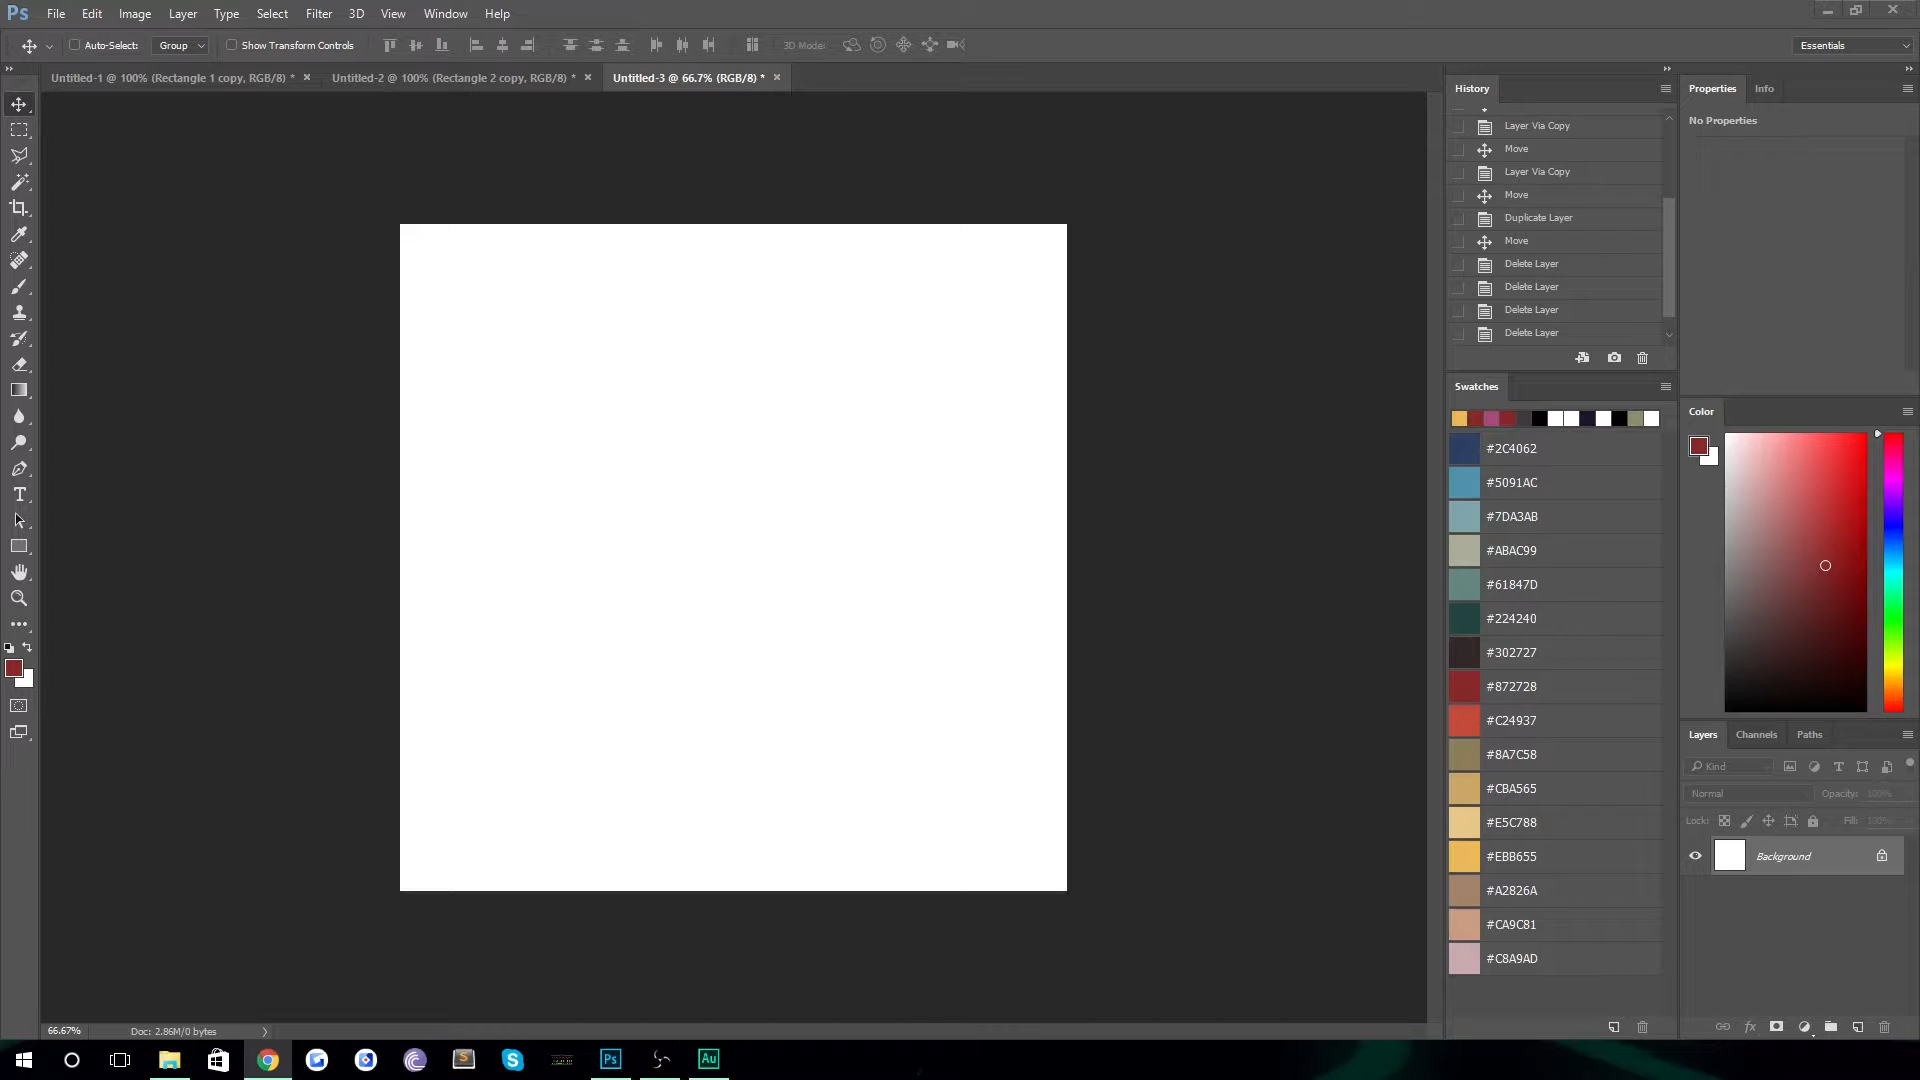 Ps File Edit Image Layer Type Select Filter 3D View Window Help
Auto-Select: Group Show Transform Controls 3D Mode: Essentials
Untitled-1 @ 100% (Rectangle 1 copy, RGB/8) * × Untitled-2 @ 100% (Rectangle 2 copy, RGB/8) * × Untitled-3 @ 66.7% (RGB/8) * ×
History
Layer Via Copy
Move
Layer Via Copy
Move
Duplicate Layer
Move
Delete Layer
Delete Layer
Delete Layer
Delete Layer
Swatches
#2C4062
#5091AC
#7DA3AB
#ABAC99
#61847D
#224240
#302727
#872728
#C24937
#8A7C58
#CBA565
#E5C788
#EBB655
#A2826A
#CA9C81
#C8A9AD
Properties Info
No Properties
Color
Layers Channels Paths
Kind
Normal Opacity: 100%
Lock: Fill: 100%
Background
fx
66.67% Doc: 2.86M/0 bytes
S Ps Au